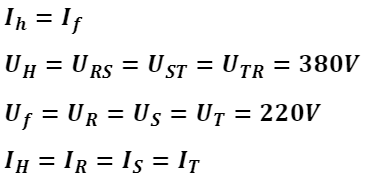 I_h = I_f
U_H = U_RS = U_ST = U_TR = 380V
U_f = U_R = U_S = U_T = 220V
I_H = I_R = I_S = I_T